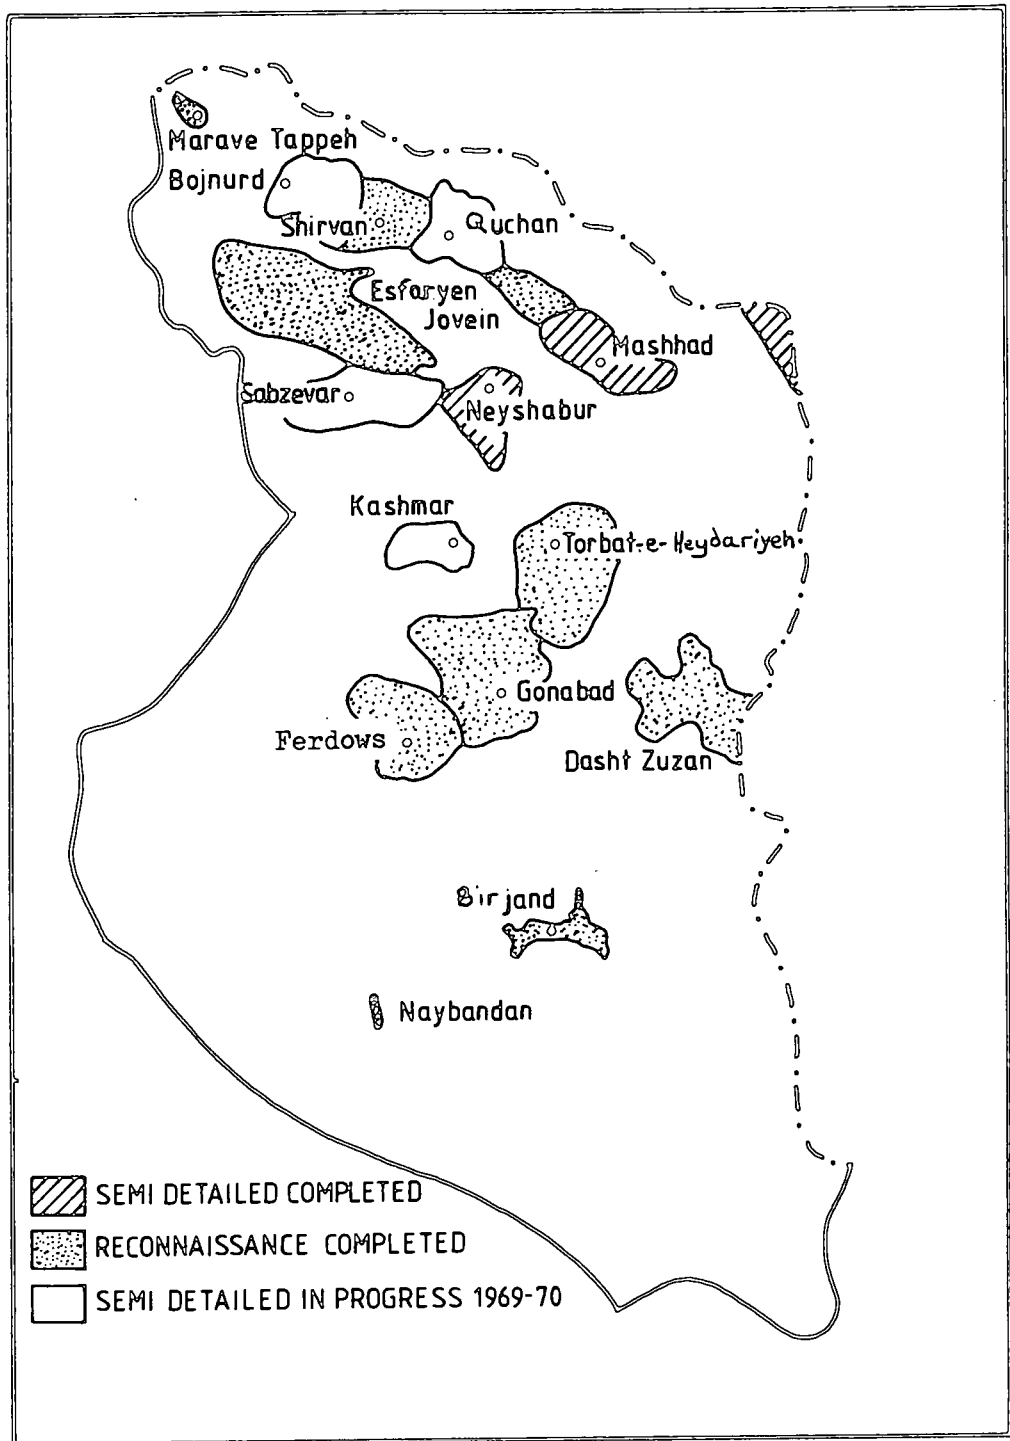 Marave Tappeh
Bojnurd
Shirvan
Quchan
Esfaryen
Jovein
Mashhad
Sabzevar
Neyshabur
Kashmar
Torbat-e-Heydariyeh
Gonabad
Ferdows
Dasht Zuzan
Birjand
Naybandan
SEMI DETAILED COMPLETED
RECONNAISSANCE COMPLETED
SEMI DETAILED IN PROGRESS 1969-70